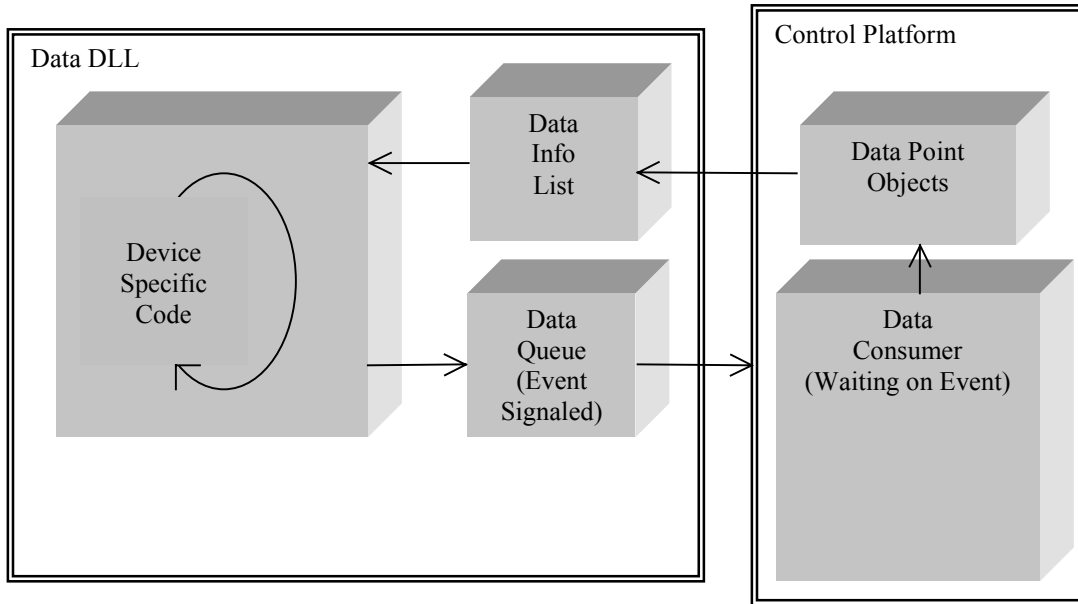 Data DLL
Device
Specific
Code
Data
Info
List
Data
Queue
(Event
Signaled)
Control Platform
Data Point
Objects
Data
Consumer
(Waiting on Event)